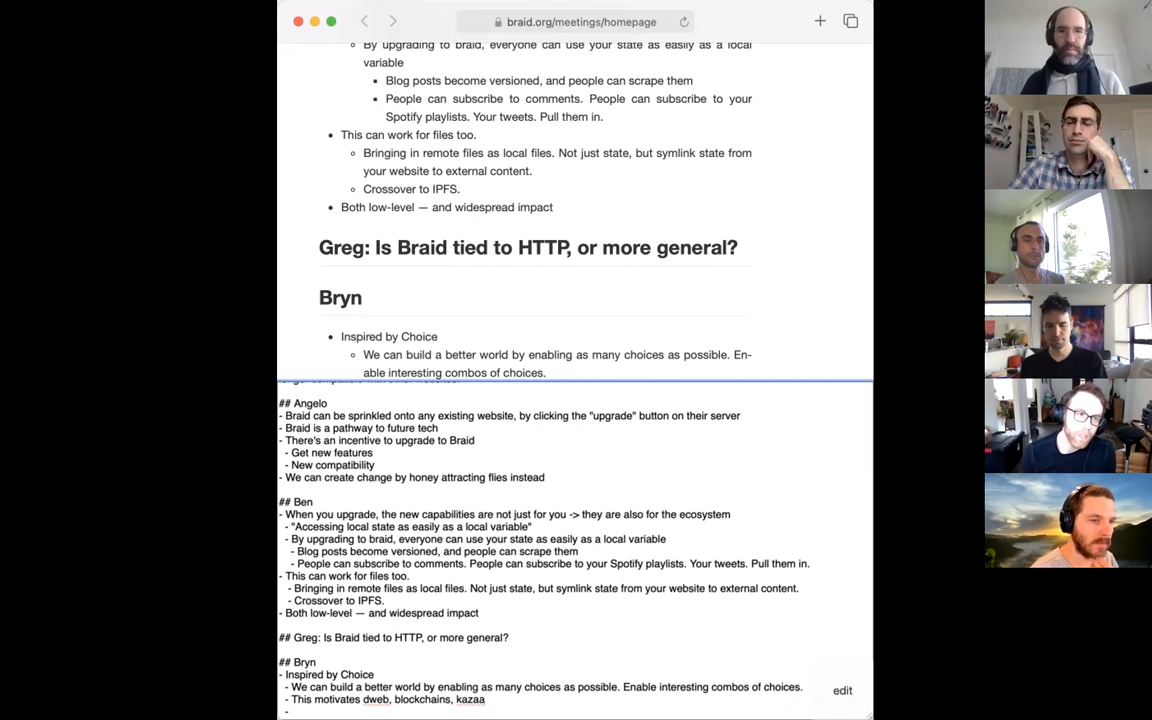 braid.org/meetings/homepage
By upgrading to braid, everyone can use your state as easily as a local
variable
Blog posts become versioned, and people can scrape them
People can subscribe to comments. People can subscribe to your
Spotify playlists. Your tweets. Pull them in.
This can work for files too.
Bringing in remote files as local files. Not just state, but symlink state from
your website to external content.
Crossover to IPFS.
Both low-level — and widespread impact
Greg: Is Braid tied to HTTP, or more general?
Bryn
Inspired by Choice
We can build a better world by enabling as many choices as possible. En-
able interesting combos of choices.
## Angelo
- Braid can be sprinkled onto any existing website, by clicking the "upgrade" button on their server
- Braid is a pathway to future tech
- There's an incentive to upgrade to Braid
- Get new features
- New compatibility
- We can create change by honey attracting flies instead
## Ben
- When you upgrade, the new capabilities are not just for you -> they are also for the ecosystem
- "Accessing local state as easily as a local variable"
- By upgrading to braid, everyone can use your state as easily as a local variable
- Blog posts become versioned, and people can scrape them
- People can subscribe to comments. People can subscribe to your Spotify playlists. Your tweets. Pull them in.
- This can work for files too.
- Bringing in remote files as local files. Not just state, but symlink state from your website to external content.
- Crossover to IPFS.
- Both low-level — and widespread impact
## Greg: Is Braid tied to HTTP, or more general?
## Bryn
- Inspired by Choice
- We can build a better world by enabling as many choices as possible. Enable interesting combos of choices.
- This motivates dweb, blockchains, kazaa
-
edit